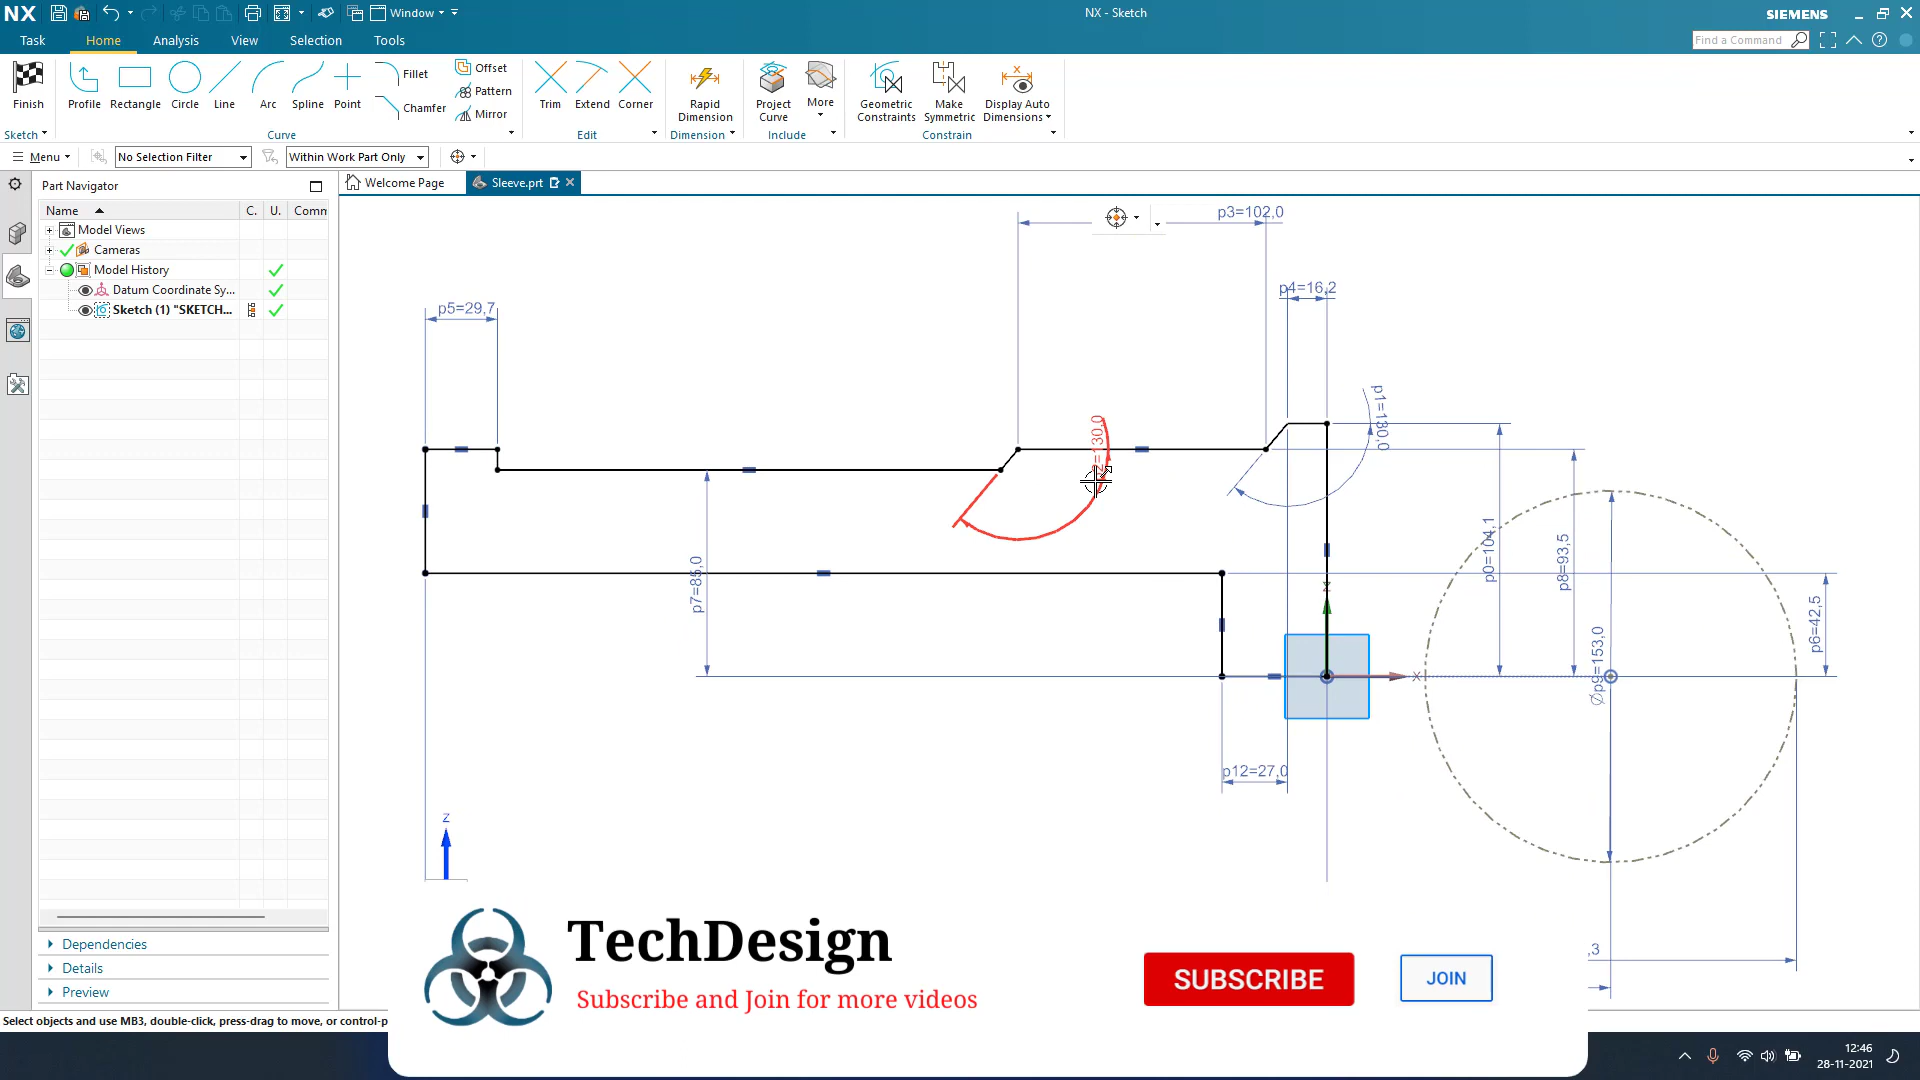 NX
Window
NX - Sketch
SIEMENS
Task
Home
Analysis
View
Selection
Tools
Find a Command
Finish
Profile
Rectangle
Circle
Line
Arc
Spline
Point
Fillet
Chamfer
Offset
Pattern
Mirror
Trim
Extend
Corner
Rapid Dimension
Project Curve
More
Geometric Constraints
Make Symmetric
Display Auto Dimensions
Sketch
Curve
Edit
Dimension
Include
Constrain
Menu
No Selection Filter
Within Work Part Only
Part Navigator
Welcome Page
Sleeve.prt
Name
C.
U.
Comm
Model Views
Cameras
Model History
Datum Coordinate Sy...
Sketch (1) "SKETCH...
p3=102,0
p4=16,2
p5=29,7
p1=130,0
=130,0
p0=104,1
p8=93,5
p7=85,0
p6=42,5
Øp9=153,0
X
Z
p12=27,0
Z
,3
Dependencies
Details
Preview
Select objects and use MB3, double-click, press-drag to move, or control-p
TechDesign
Subscribe and Join for more videos
SUBSCRIBE
JOIN
12:46
28-11-2021